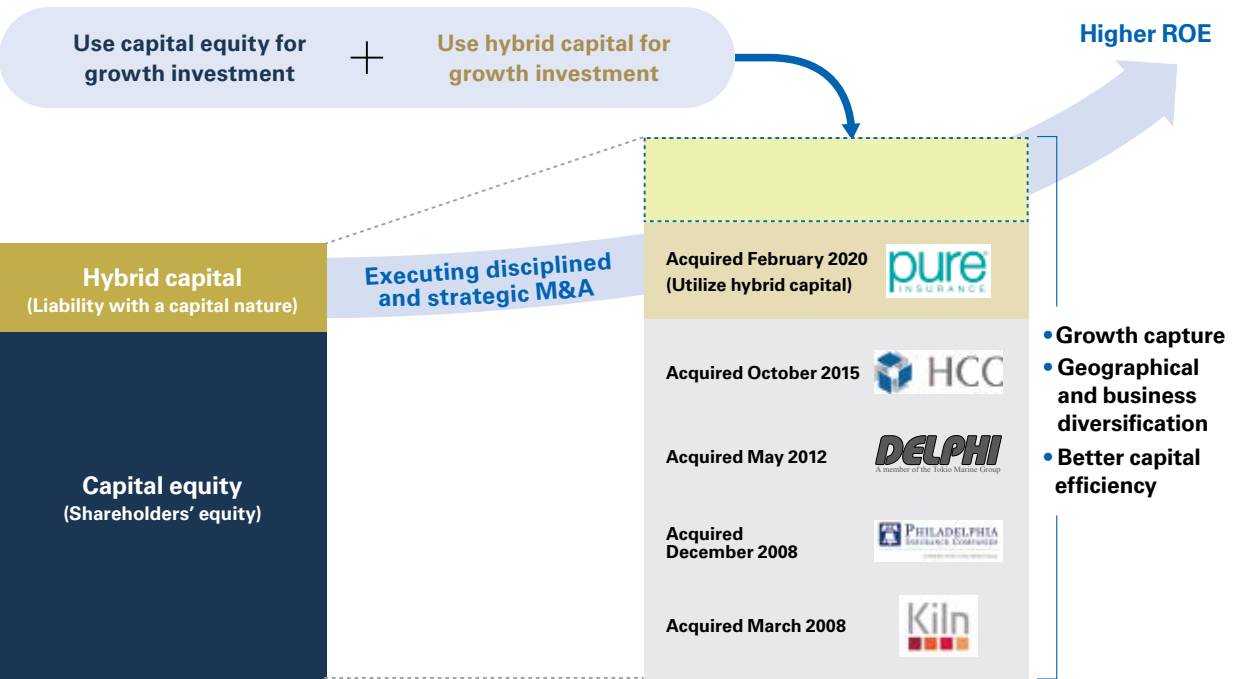 Use capital equity for
growth investment
+
Use hybrid capital for
growth investment
Higher ROE
Hybrid capital
(Liability with a capital nature)
Executing disciplined
and strategic M&A
Capital equity
(Shareholders’ equity)
Acquired February 2020
(Utilize hybrid capital)
pure®
INSURANCE
Acquired October 2015
HCC
Acquired May 2012
DELPHI
A member of the Tokio Marine Group
Acquired
December 2008
PHILADELPHIA
INSURANCE COMPANIES
Acquired March 2008
Kiln
•Growth capture
•Geographical
and business
diversification
•Better capital
efficiency